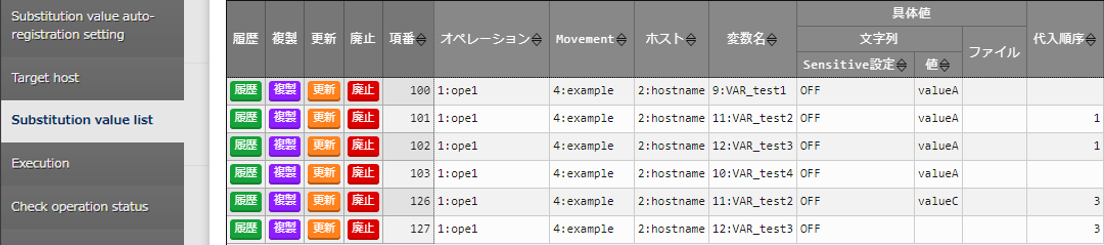 Substitution value auto-
registration setting
Target host
Substitution value list
Execution
Check operation status
具体値
文字列
履歴 複製 更新 廃止 項番 オペレーション Movement ホスト 変数名 ファイル 代入順序
Sensitive設定 値
履歴 複製 更新 廃止 100 1:ope1 4:example 2:hostname 9:VAR_test1 OFF valueA
履歴 複製 更新 廃止 101 1:ope1 4:example 2:hostname 11:VAR_test2 OFF valueA 1
履歴 複製 更新 廃止 102 1:ope1 4:example 2:hostname 12:VAR_test3 OFF valueA 1
履歴 複製 更新 廃止 103 1:ope1 4:example 2:hostname 10:VAR_test4 OFF valueA
履歴 複製 更新 廃止 126 1:ope1 4:example 2:hostname 11:VAR_test2 OFF valueC 3
履歴 複製 更新 廃止 127 1:ope1 4:example 2:hostname 12:VAR_test3 OFF 3